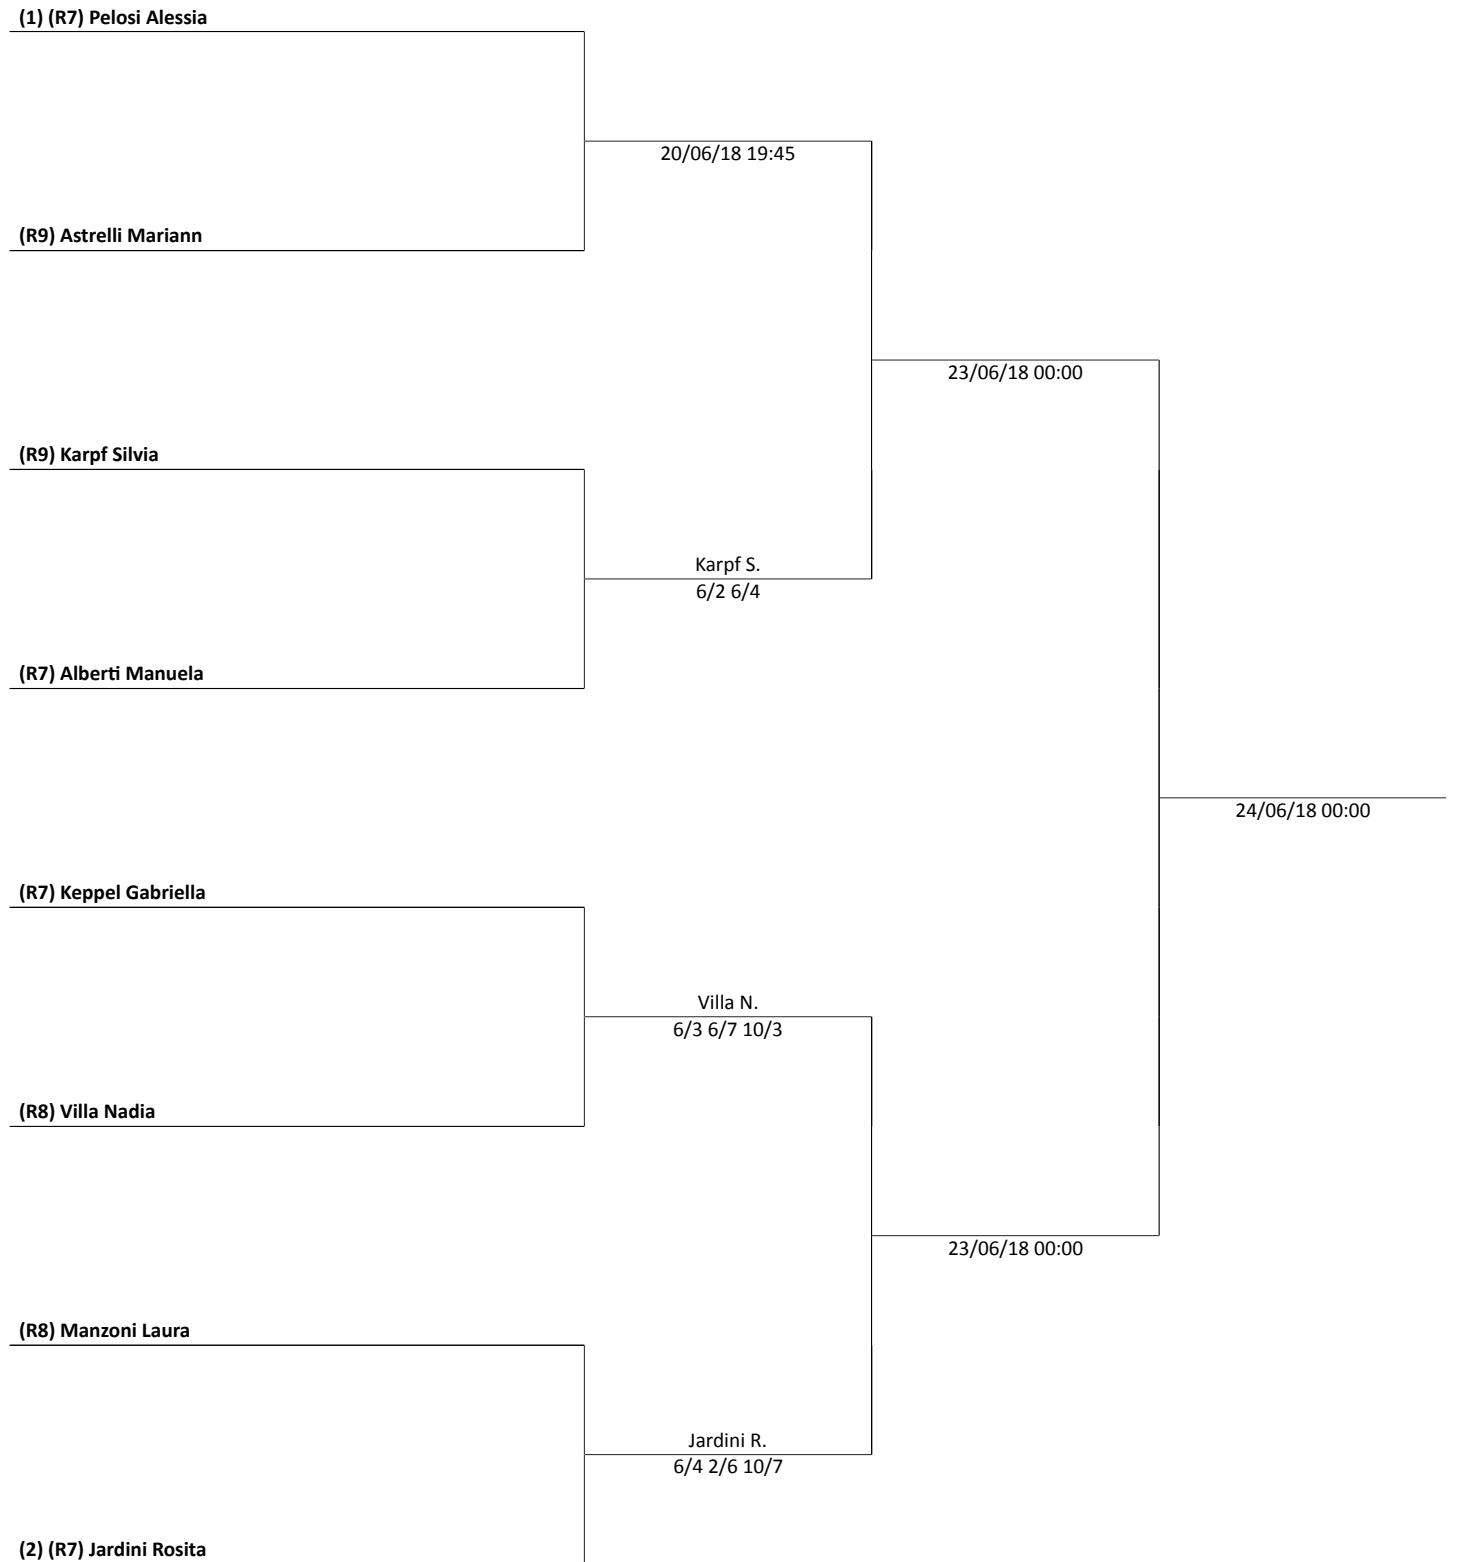 (1) (R7) Pelosi Alessia
20/06/18 19:45
(R9) Astrelli Mariann
23/06/18 00:00
(R9) Karpf Silvia
Karpf S.
6/2 6/4
(R7) Alberti Manuela
24/06/18 00:00
(R7) Keppel Gabriella
Villa N.
6/3 6/7 10/3
(R8) Villa Nadia
23/06/18 00:00
(R8) Manzoni Laura
Jardini R.
6/4 2/6 10/7
(2) (R7) Jardini Rosita